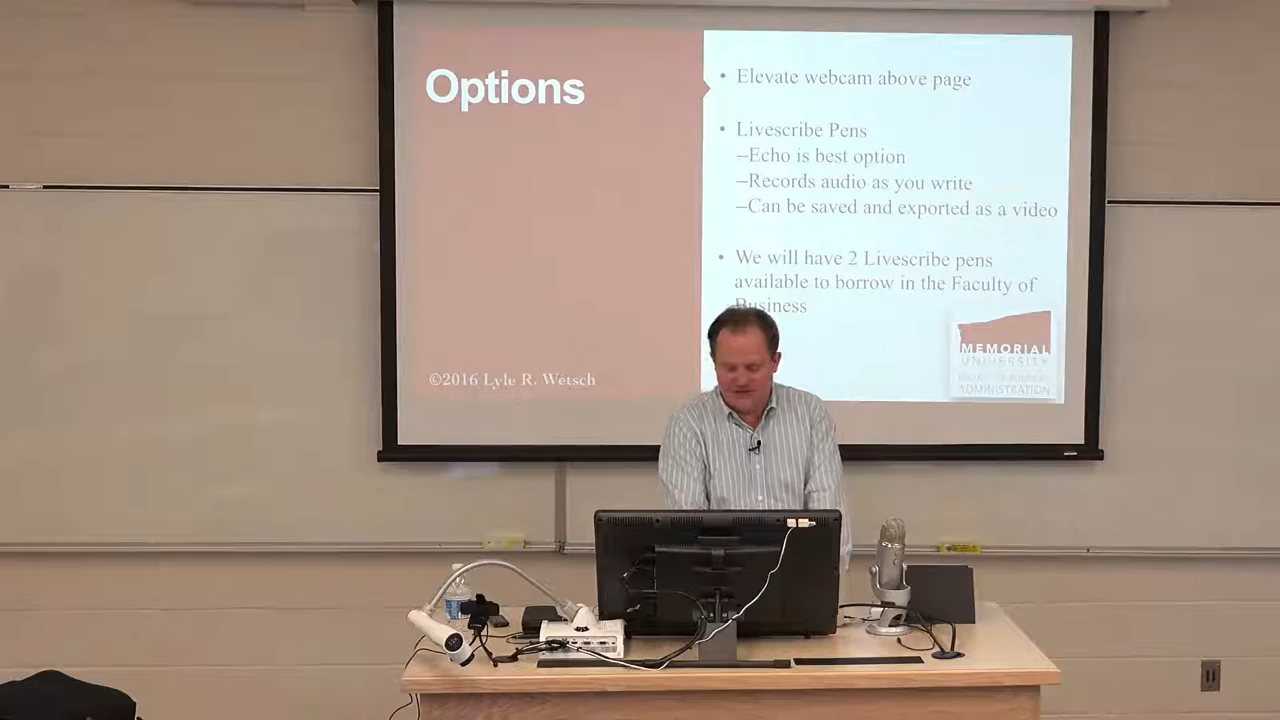 Options
• Elevate webcam above page
• Livescribe Pens
–Echo is best option
–Records audio as you write
–Can be saved and exported as a video
• We will have 2 Livescribe pens
available to borrow in the Faculty of
Business
©2016 Lyle R. Wetsch
MEMORIAL
UNIVERSITY
ADMINISTRATION